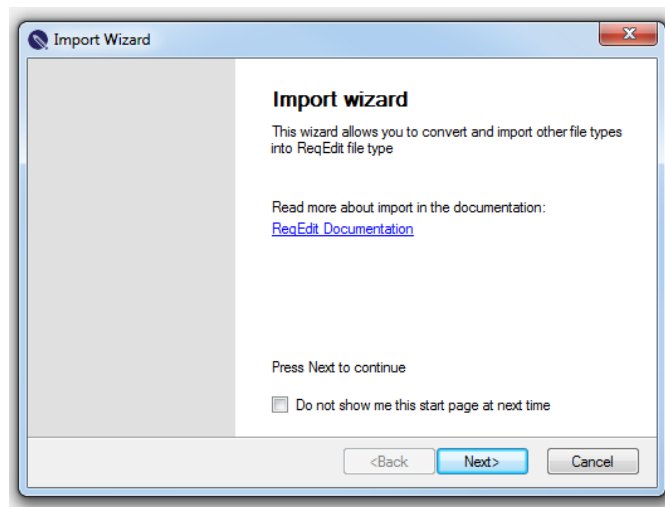 Import Wizard
X
Import wizard
This wizard allows you to convert and import other file types
into ReqEdit file type
Read more about import in the documentation:
ReqEdit Documentation
Press Next to continue
Do not show me this start page at next time
<Back Next> Cancel